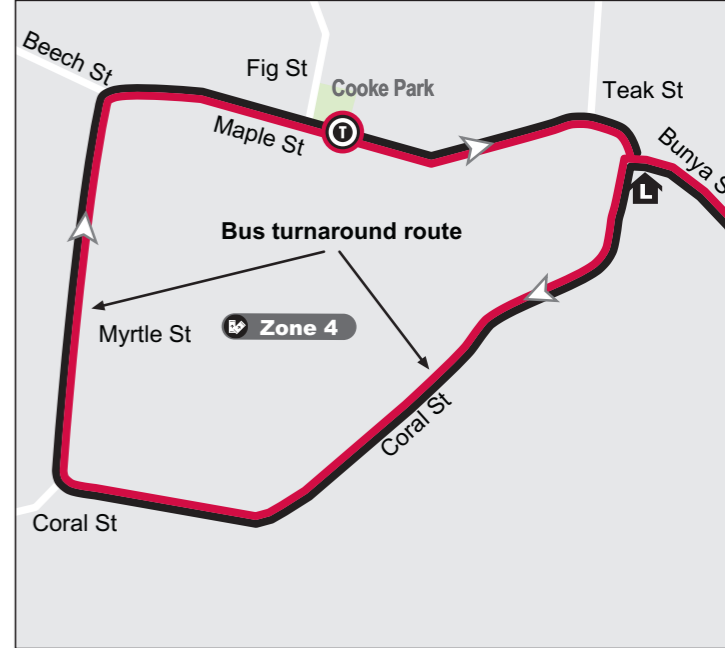 Beech St
Fig St
Cooke Park
Teak St
Maple St
T
Bunya S
L
Bus turnaround route
Myrtle St
Zone 4
Coral St
Coral St